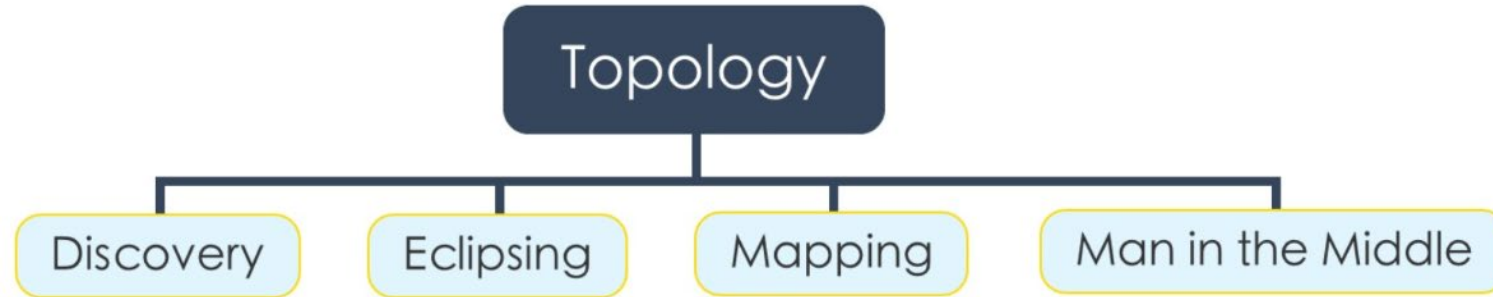 Topology
Discovery
Eclipsing
Mapping
Man in the Middle